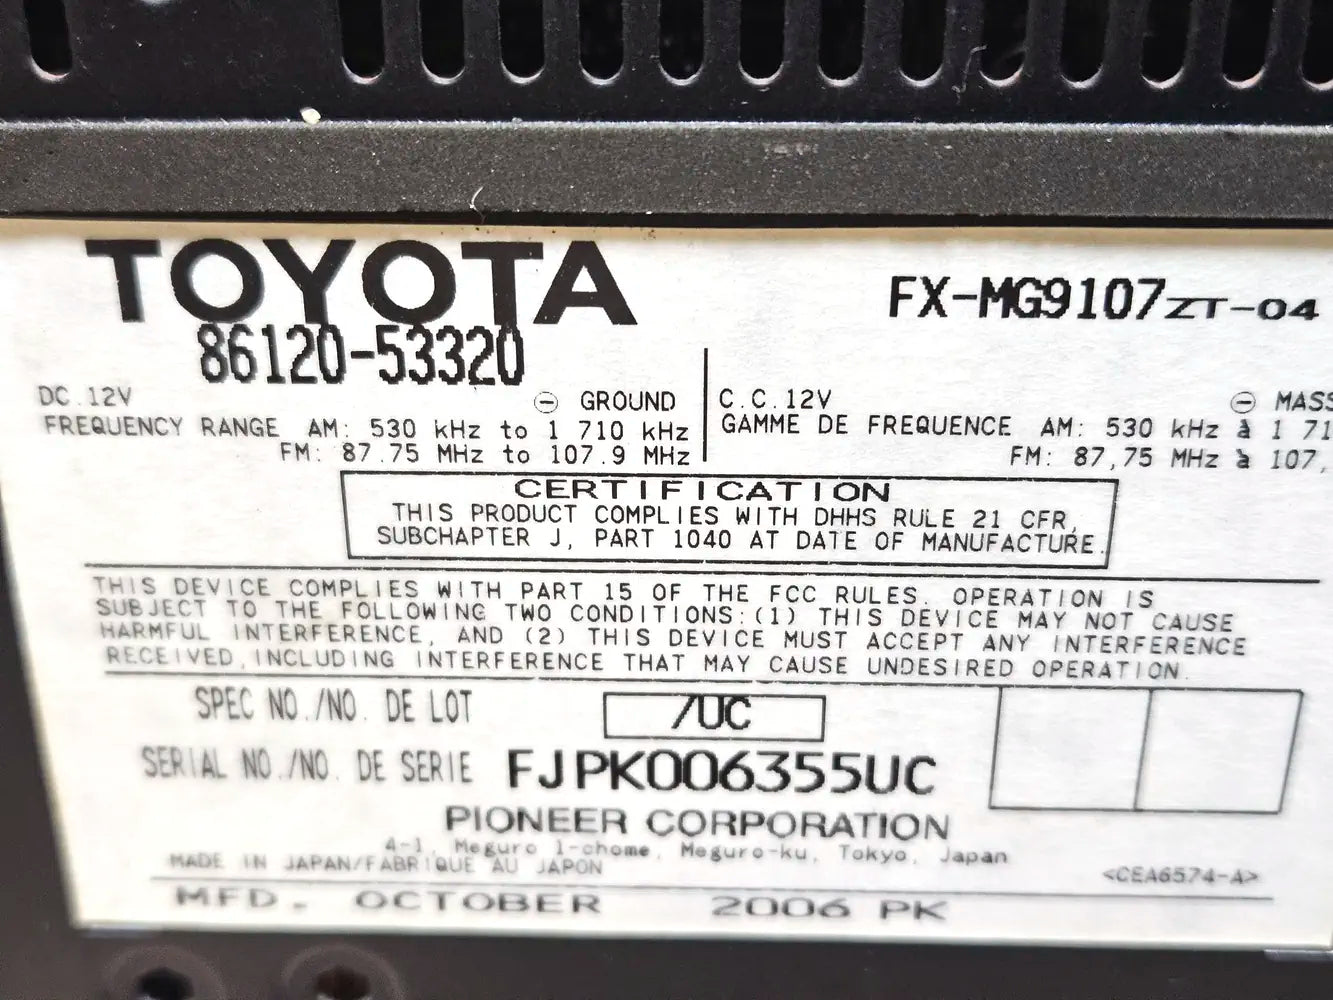 TOYOTA
86120-53320
FX-MG9107ZT-04
DC.12V ⊖ GROUND
FREQUENCY RANGE AM: 530 kHz to 1 710 kHz
FM: 87.75 MHz to 107.9 MHz
C.C.12V ⊖ MASS
GAMME DE FREQUENCE AM: 530 kHz à 1 71
FM: 87,75 MHz à 107,
CERTIFICATION
THIS PRODUCT COMPLIES WITH DHHS RULE 21 CFR,
SUBCHAPTER J, PART 1040 AT DATE OF MANUFACTURE.
THIS DEVICE COMPLIES WITH PART 15 OF THE FCC RULES. OPERATION IS
SUBJECT TO THE FOLLOWING TWO CONDITIONS:(1) THIS DEVICE MAY NOT CAUSE
HARMFUL INTERFERENCE, AND (2) THIS DEVICE MUST ACCEPT ANY INTERFERENCE
RECEIVED,INCLUDING INTERFERENCE THAT MAY CAUSE UNDESIRED OPERATION.
SPEC NO./NO. DE LOT /UC
SERIAL NO./NO. DE SERIE FJPK006355UC
PIONEER CORPORATION
4-1, Meguro 1-chome, Meguro-ku, Tokyo, Japan
MADE IN JAPAN/FABRIQUE AU JAPON
<CEA6574-A>
MFD. OCTOBER 2006 PK